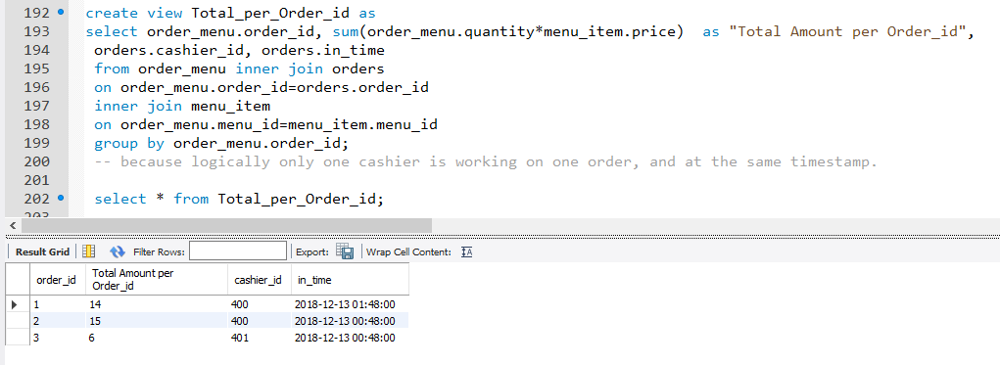 192 create view Total_per_Order_id as
193 select order_menu.order_id, sum(order_menu.quantity*menu_item.price)  as "Total Amount per Order_id",
194 orders.cashier_id, orders.in_time
195 from order_menu inner join orders
196 on order_menu.order_id=orders.order_id
197 inner join menu_item
198 on order_menu.menu_id=menu_item.menu_id
199 group by order_menu.order_id;
200 -- because logically only one cashier is working on one order, and at the same timestamp.
201
202 select * from Total_per_Order_id;
203
Result Grid Filter Rows: Export: Wrap Cell Content:
order_id Total Amount per Order_id cashier_id in_time
1 14 400 2018-12-13 01:48:00
2 15 400 2018-12-13 00:48:00
3 6 401 2018-12-13 00:48:00